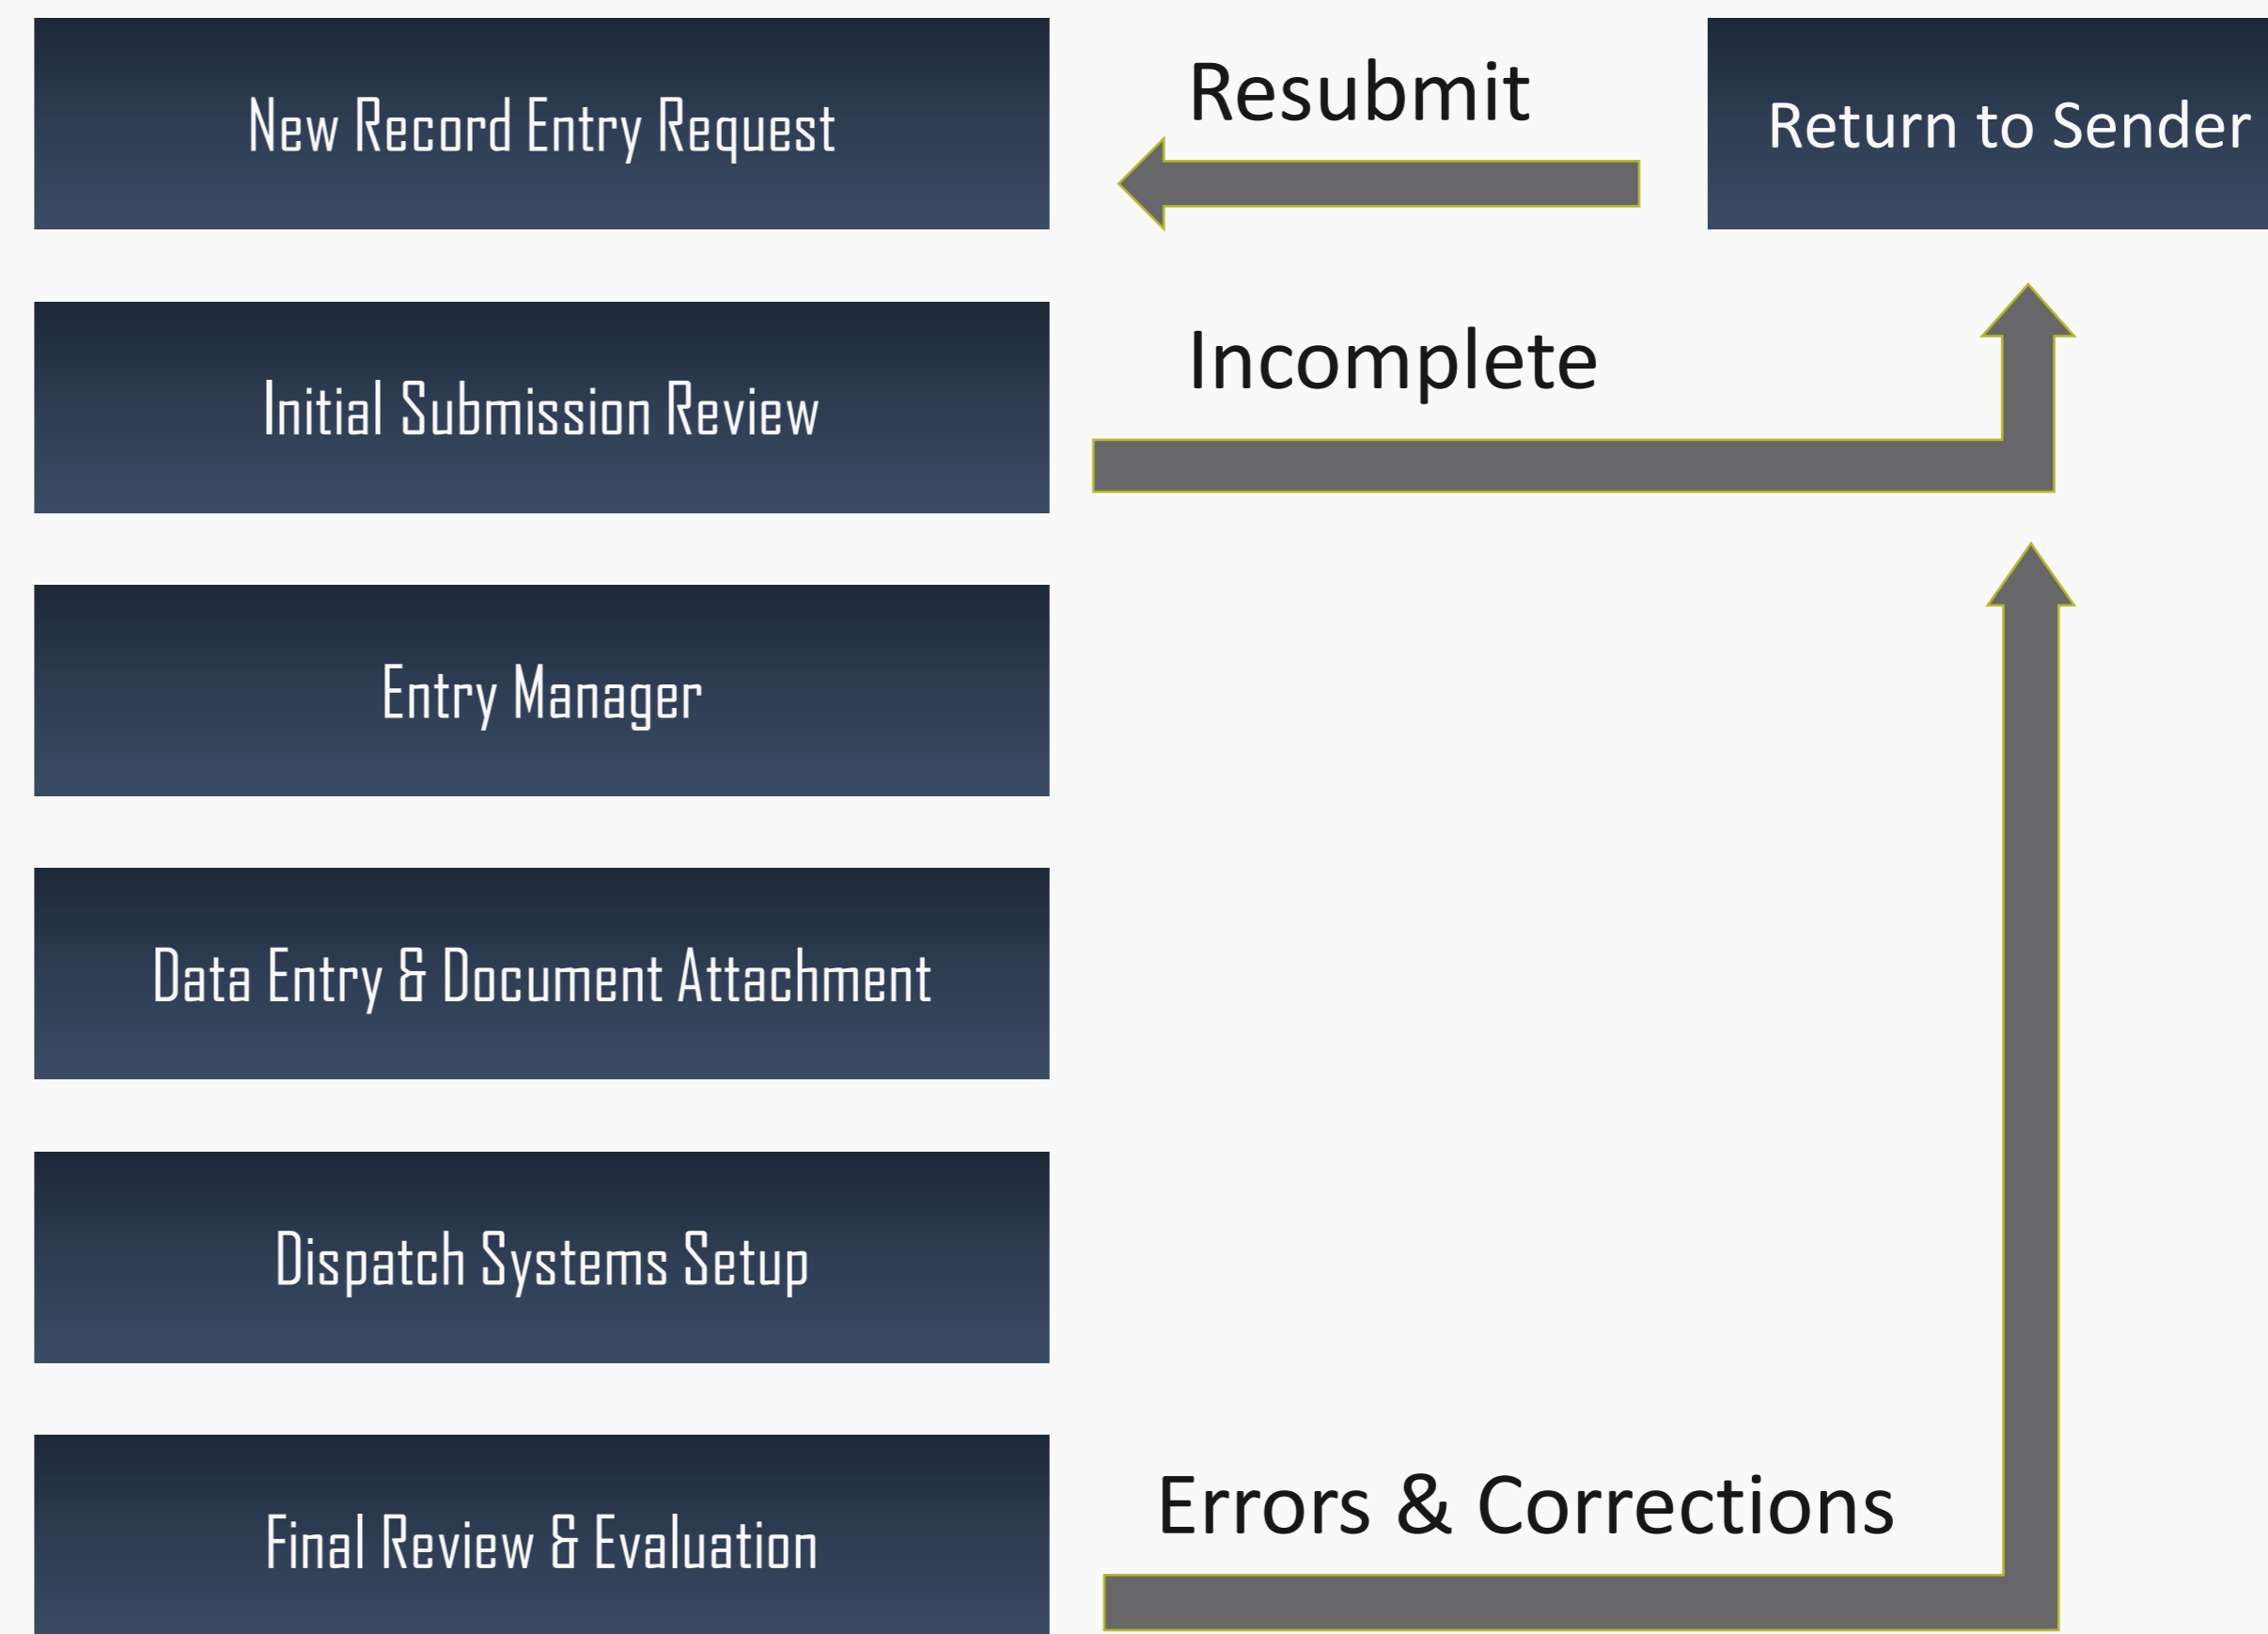 New Record Entry Request
Resubmit
Return to Sender
Initial Submission Review
Incomplete
Entry Manager
Data Entry & Document Attachment
Dispatch Systems Setup
Final Review & Evaluation
Errors & Corrections